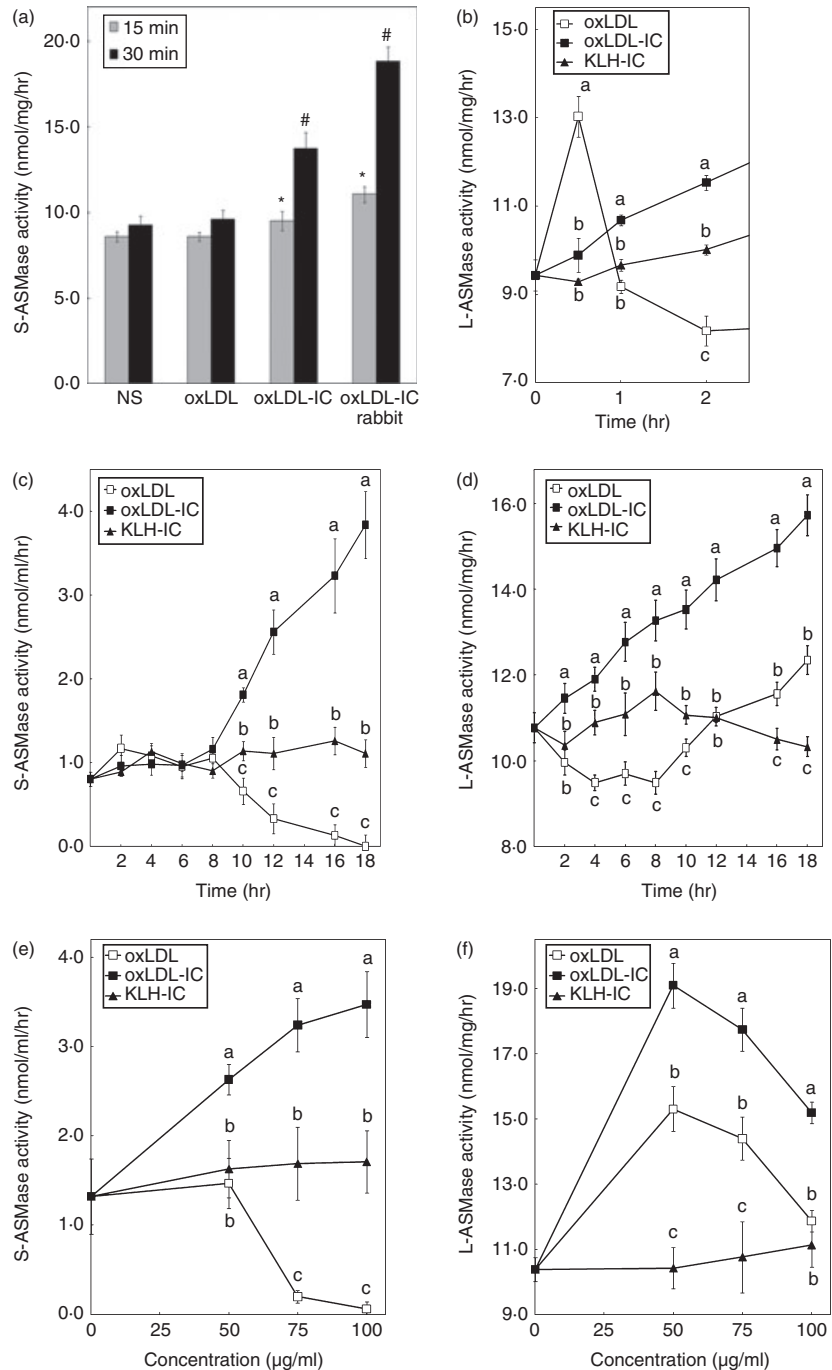 (a)
15 min
30 min
S-ASMase activity (nmol/mg/hr)
20·0
15·0
10·0
5·0
0·0
* # * #
NS oxLDL oxLDL-IC oxLDL-IC
rabbit
(b)
oxLDL
oxLDL-IC
KLH-IC
L-ASMase activity (nmol/mg/hr)
15·5
13·0
11·0
9·0
7·0
a
a
a
b
b
b
b
b
c
0 1 2
Time (hr)
(c)
oxLDL
oxLDL-IC
KLH-IC
S-ASMase activity (nmol/ml/hr)
4·0
3·0
2·0
1·0
0·0
a
a
a
a
b b b b
c c c c
2 4 6 8 10 12 14 16 18
Time (hr)
(d)
oxLDL
oxLDL-IC
KLH-IC
L-ASMase activity (nmol/mg/hr)
16·0
14·0
12·0
10·0
8·0
a a a a a a a a
b b b b b b b b
b c c c c b c c
2 4 6 8 10 12 14 16 18
Time (hr)
(e)
oxLDL
oxLDL-IC
KLH-IC
S-ASMase activity (nmol/ml/hr)
4·0
3·0
2·0
1·0
0·0
a a a
b b b
b c c
0 25 50 75 100
Concentration (µg/ml)
(f)
oxLDL
oxLDL-IC
KLH-IC
L-ASMase activity (nmol/mg/hr)
19·0
17·0
15·0
13·0
11·0
9·0
a a a
b b b
c c b
0 25 50 75 100
Concentration (µg/ml)